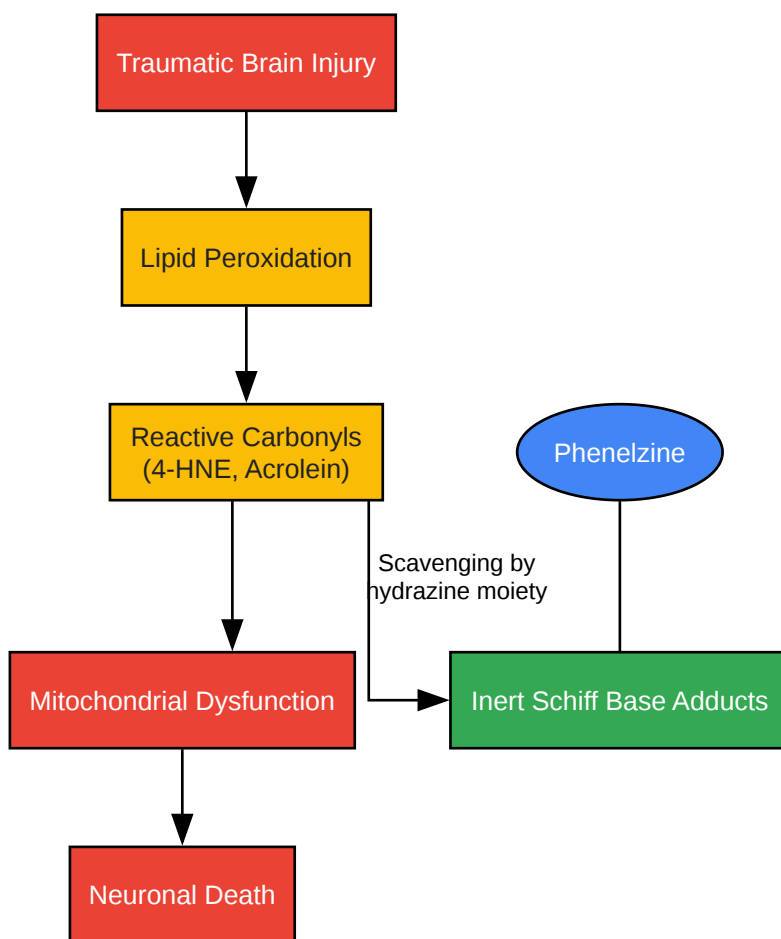 Traumatic Brain Injury
Lipid Peroxidation
Reactive Carbonyls
(4-HNE, Acrolein)
Phenelzine
Scavenging by
hydrazine moiety
Mitochondrial Dysfunction
Inert Schiff Base Adducts
Neuronal Death